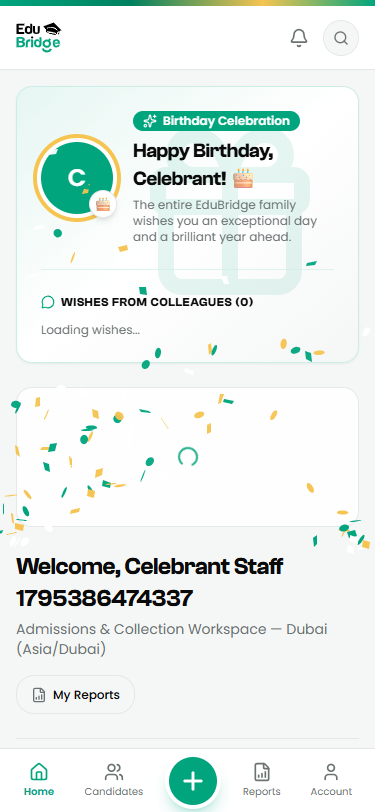 Edu
Bridge
Birthday Celebration
Happy Birthday,
Celebrant! 🎂
The entire EduBridge family
wishes you an exceptional day
and a brilliant year ahead.
C
WISHES FROM COLLEAGUES (0)
Loading wishes...
Welcome, Celebrant Staff
1795386474337
Admissions & Collection Workspace — Dubai
(Asia/Dubai)
My Reports
Home
Candidates
Reports
Account